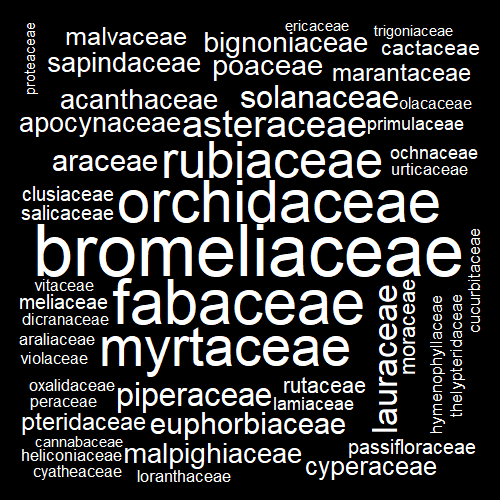 ericaceae
trigoniaceae
proteaceae
malvaceae
bignoniaceae
cactaceae
sapindaceae
poaceae
marantaceae
acanthaceae
solanaceae
olacaceae
apocynaceae
asteraceae
primulaceae
araceae
rubiaceae
ochnaceae
urticaceae
clusiaceae
orchidaceae
salicaceae
bromeliaceae
cucurbitaceae
vitaceae
meliaceae
fabaceae
lauraceae
moraceae
hymenophyllaceae
thelypteridaceae
dicranaceae
araliaceae
myrtaceae
violaceae
oxalidaceae
peraceae
piperaceae
rutaceae
lamiaceae
pteridaceae
euphorbiaceae
cannabaceae
passifloraceae
heliconiaceae
malpighiaceae
cyperaceae
cyatheaceae
loranthaceae